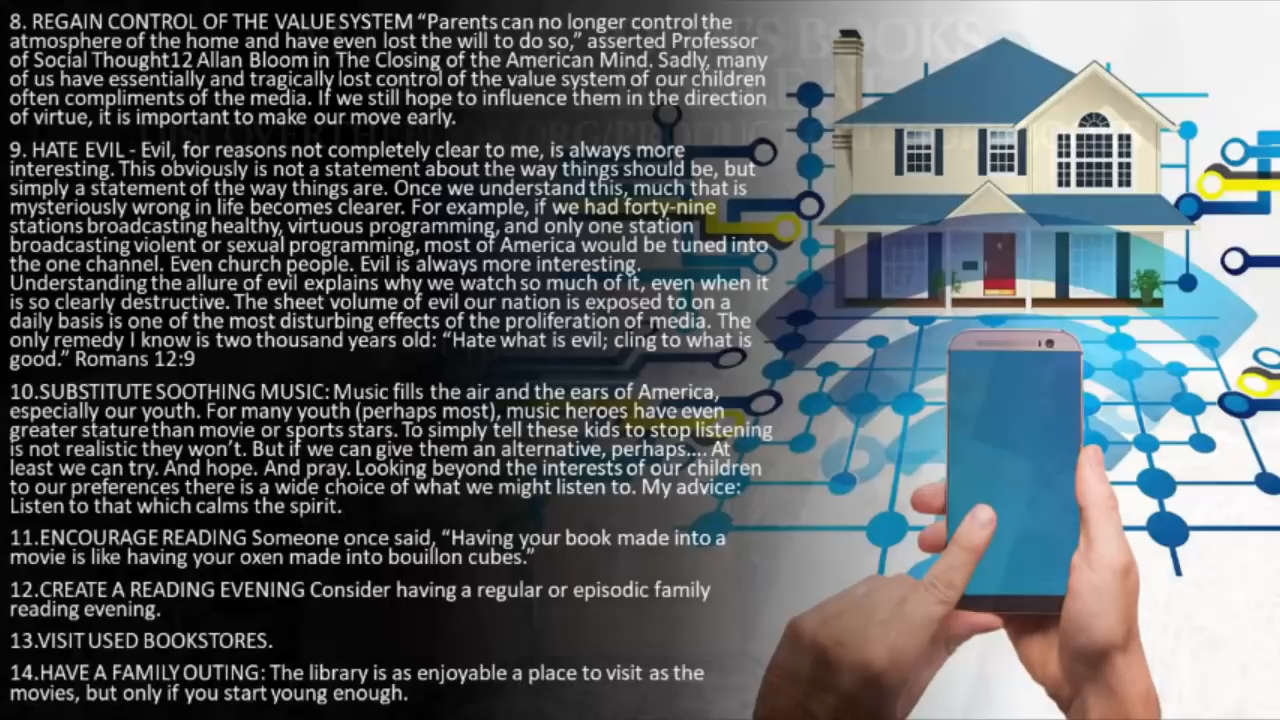 8. REGAIN CONTROL OF THE VALUE SYSTEM “Parents can no longer control the
atmosphere of the home and have even lost the will to do so,” asserted Professor
of Social Thought12 Allan Bloom in The Closing of the American Mind. Sadly, many
of us have essentially and tragically lost control of the value system of our children
often compliments of the media. If we still hope to influence them in the direction
of virtue, it is important to make our move early.
9. HATE EVIL - Evil, for reasons not completely clear to me, is always more
interesting. This obviously is not a statement about the way things should be, but
simply a statement of the way things are. Once we understand this, much that is
mysteriously wrong in life becomes clearer. For example, if we had forty-nine
stations broadcasting healthy, virtuous programming, and only one station
broadcasting violent or sexual programming, most of America would be tuned into
the one channel. Even church people. Evil is always more interesting.
Understanding the allure of evil explains why we watch so much of it, even when it
is so clearly destructive. The sheet volume of evil our nation is exposed to on a
daily basis is one of the most disturbing effects of the proliferation of media. The
only remedy I know is two thousand years old: “Hate what is evil; cling to what is
good.” Romans 12:9
10.SUBSTITUTE SOOTHING MUSIC: Music fills the air and the ears of America,
especially our youth. For many youth (perhaps most), music heroes have even
greater stature than movie or sports stars. To simply tell these kids to stop listening
is not realistic they won’t. But if we can give them an alternative, perhaps.... At
least we can try. And hope. And pray. Looking beyond the interests of our children
to our preferences there is a wide choice of what we might listen to. My advice:
Listen to that which calms the spirit.
11.ENCOURAGE READING Someone once said, “Having your book made into a
movie is like having your oxen made into bouillon cubes.”
12.CREATE A READING EVENING Consider having a regular or episodic family
reading evening.
13.VISIT USED BOOKSTORES.
14.HAVE A FAMILY OUTING: The library is as enjoyable a place to visit as the
movies, but only if you start young enough.